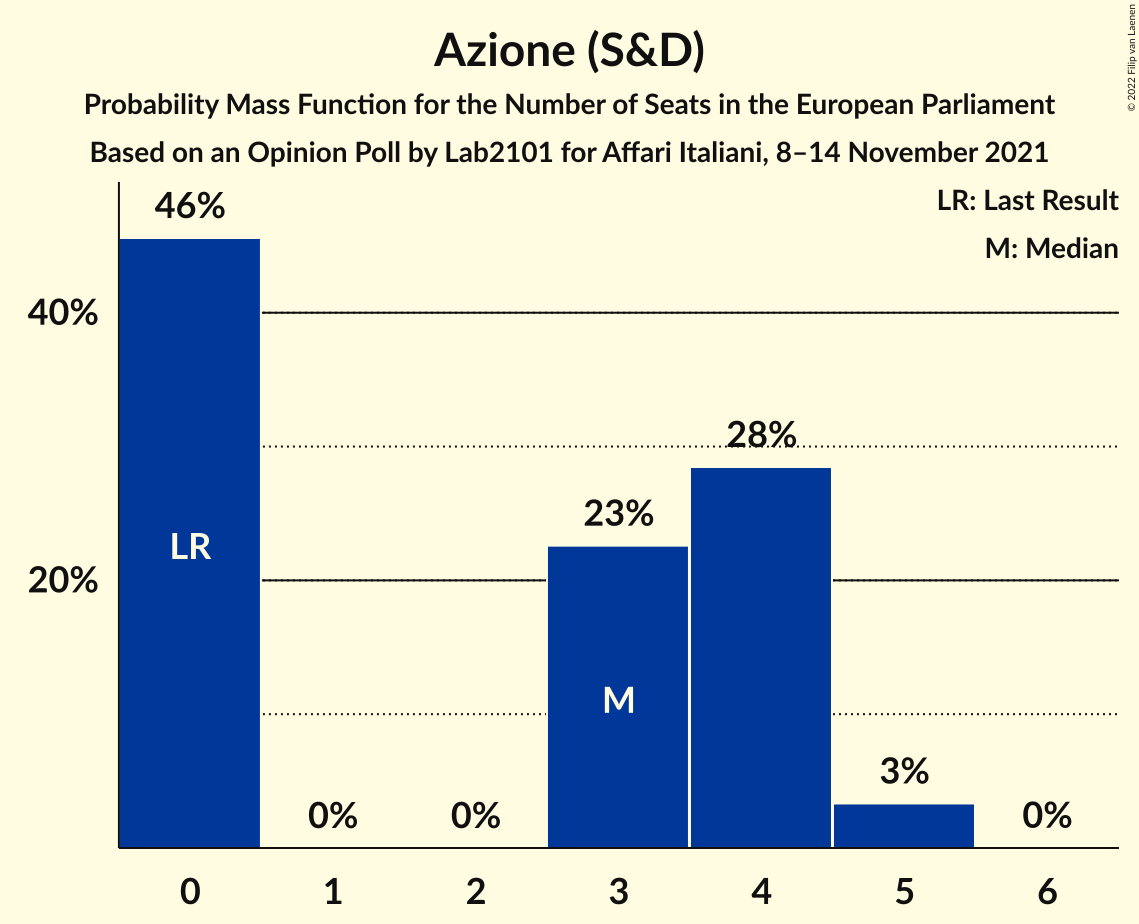 Azione (S&D)
Probability Mass Function for the Number of Seats in the European Parliament
Based on an Opinion Poll by Lab2101 for Affari Italiani, 8–14 November 2021
© 2022 Filip van Laenen
LR: Last Result
M: Median
46%
40%
28%
23%
LR
20%
M
3%
0%
0%
0%
0
1
2
3
4
5
6